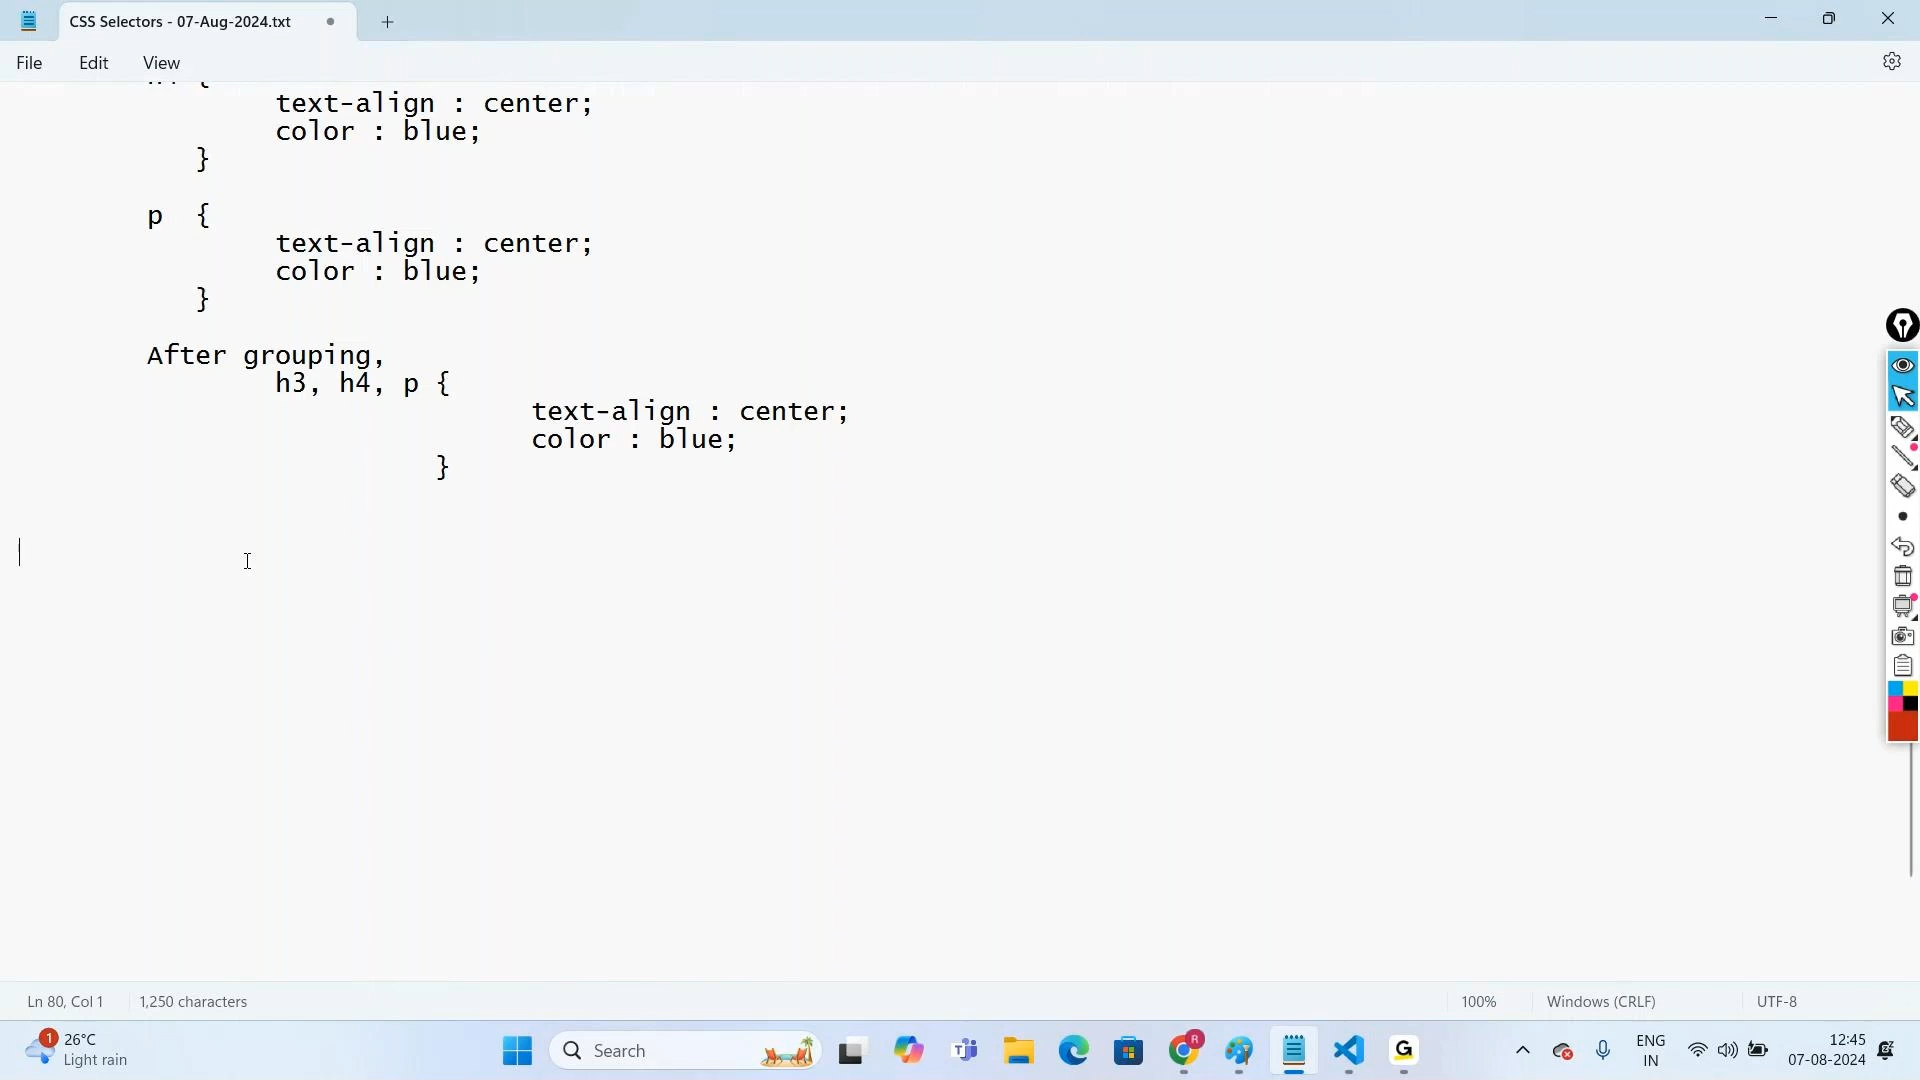 CSS Selectors - 07-Aug-2024.txt
File Edit View
text-align : center;
color : blue;
}
p {
text-align : center;
color : blue;
}
After grouping,
h3, h4, p {
text-align : center;
color : blue;
}
Ln 80, Col 1 1,250 characters 100% Windows (CRLF) UTF-8
1 26°C
Light rain
Search
R
G
ENG
IN
12:45
07-08-2024